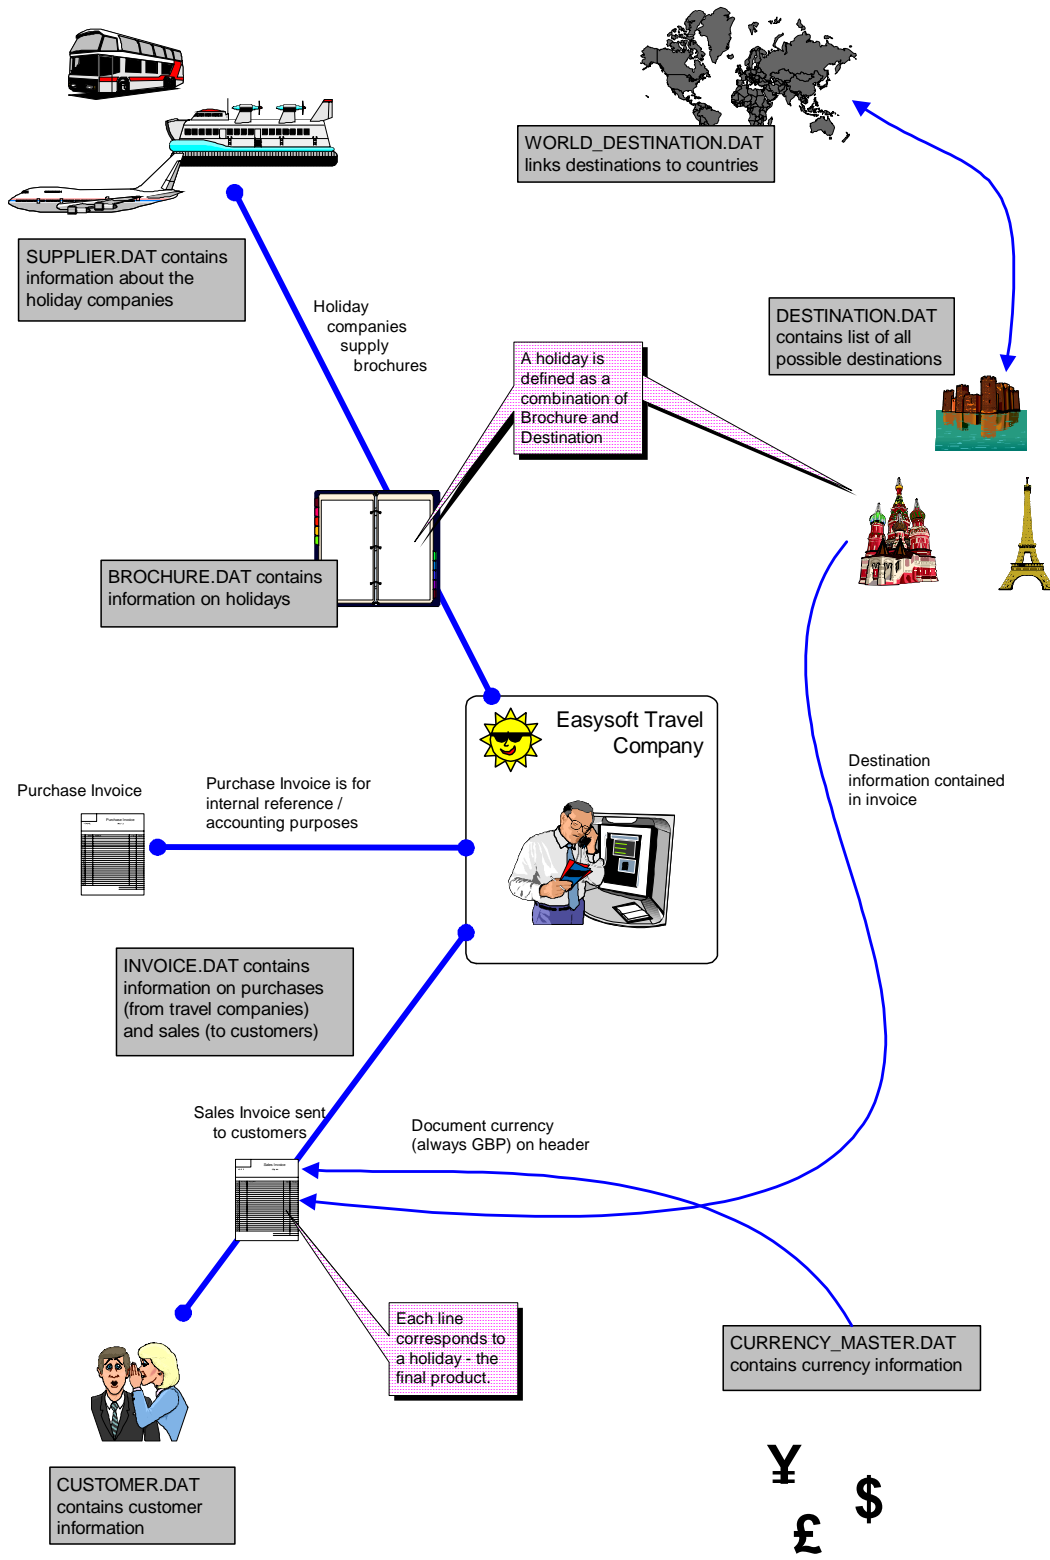 WORLD_DESTINATION.DAT
links destinations to countries
SUPPLIER.DAT contains
information about the
holiday companies
Holiday
companies
supply
brochures
DESTINATION.DAT
contains list of all
possible destinations
A holiday is
defined as a
combination of
Brochure and
Destination
BROCHURE.DAT contains
information on holidays
Easysoft Travel
Company
Purchase Invoice
Purchase Invoice is for
internal reference /
accounting purposes
Purchase Invoice
Destination
information contained
in invoice
INVOICE.DAT contains
information on purchases
(from travel companies)
and sales (to customers)
Sales Invoice sent
to customers
Document currency
(always GBP) on header
Sales Invoice
Each line
corresponds to
a holiday - the
final product.
CURRENCY_MASTER.DAT
contains currency information
CUSTOMER.DAT
contains customer
information
¥
$
£